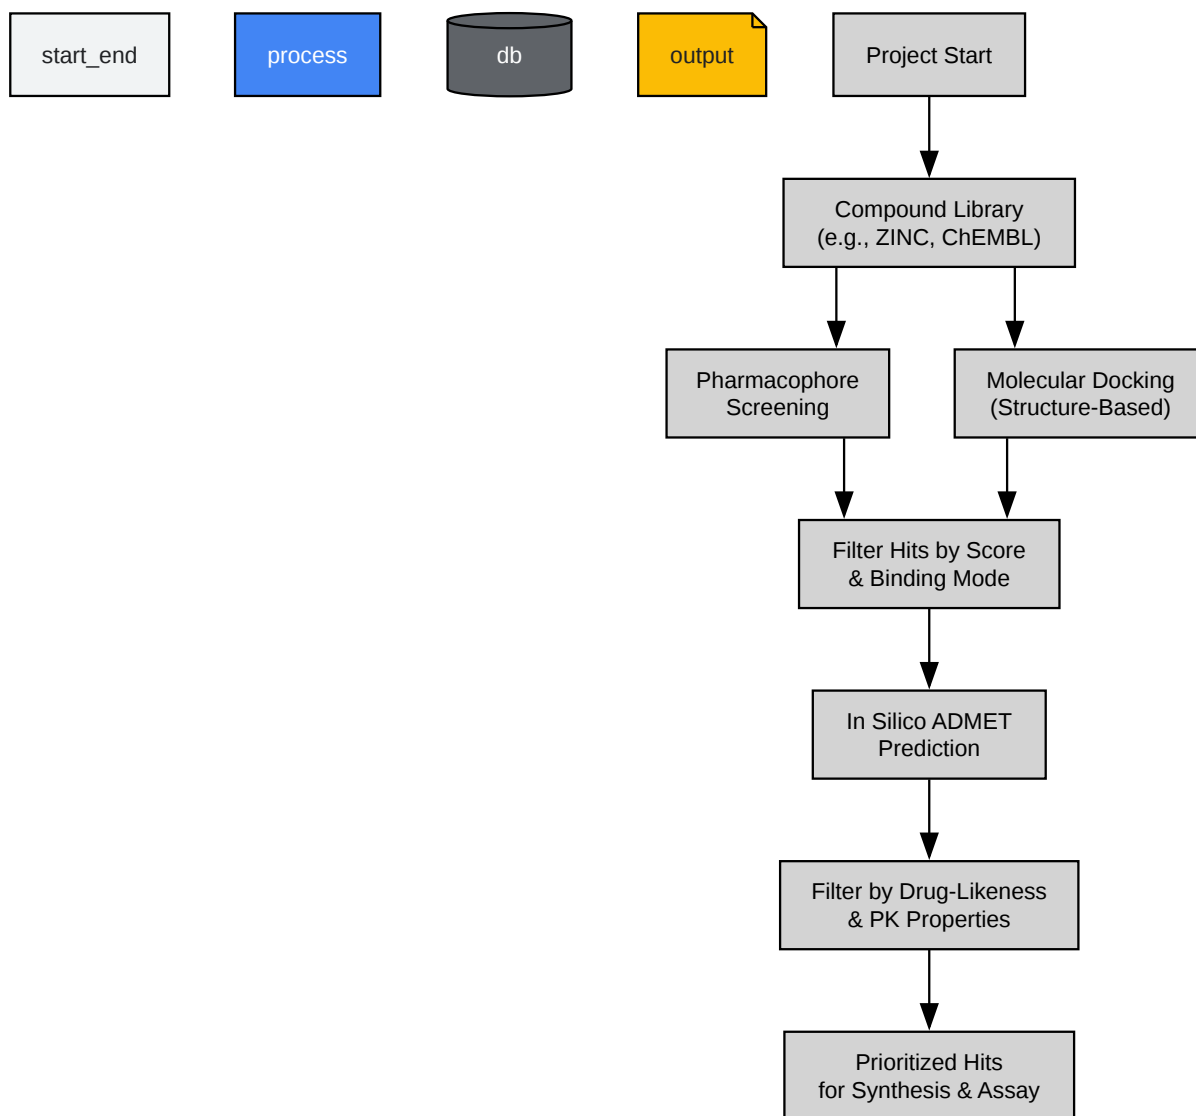 start_end
process
db
output
Project Start
Compound Library
(e.g., ZINC, ChEMBL)
Pharmacophore
Screening
Molecular Docking
(Structure-Based)
Filter Hits by Score
& Binding Mode
In Silico ADMET
Prediction
Filter by Drug-Likeness
& PK Properties
Prioritized Hits
for Synthesis & Assay